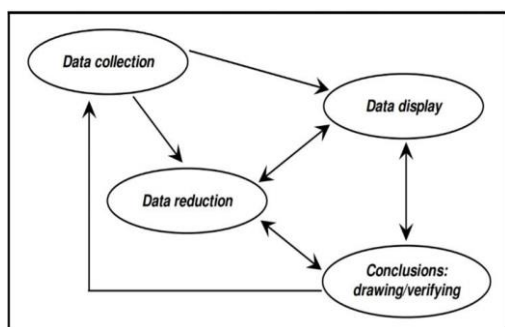 Data collection
Data display
Data reduction
Conclusions:
drawing/verifying